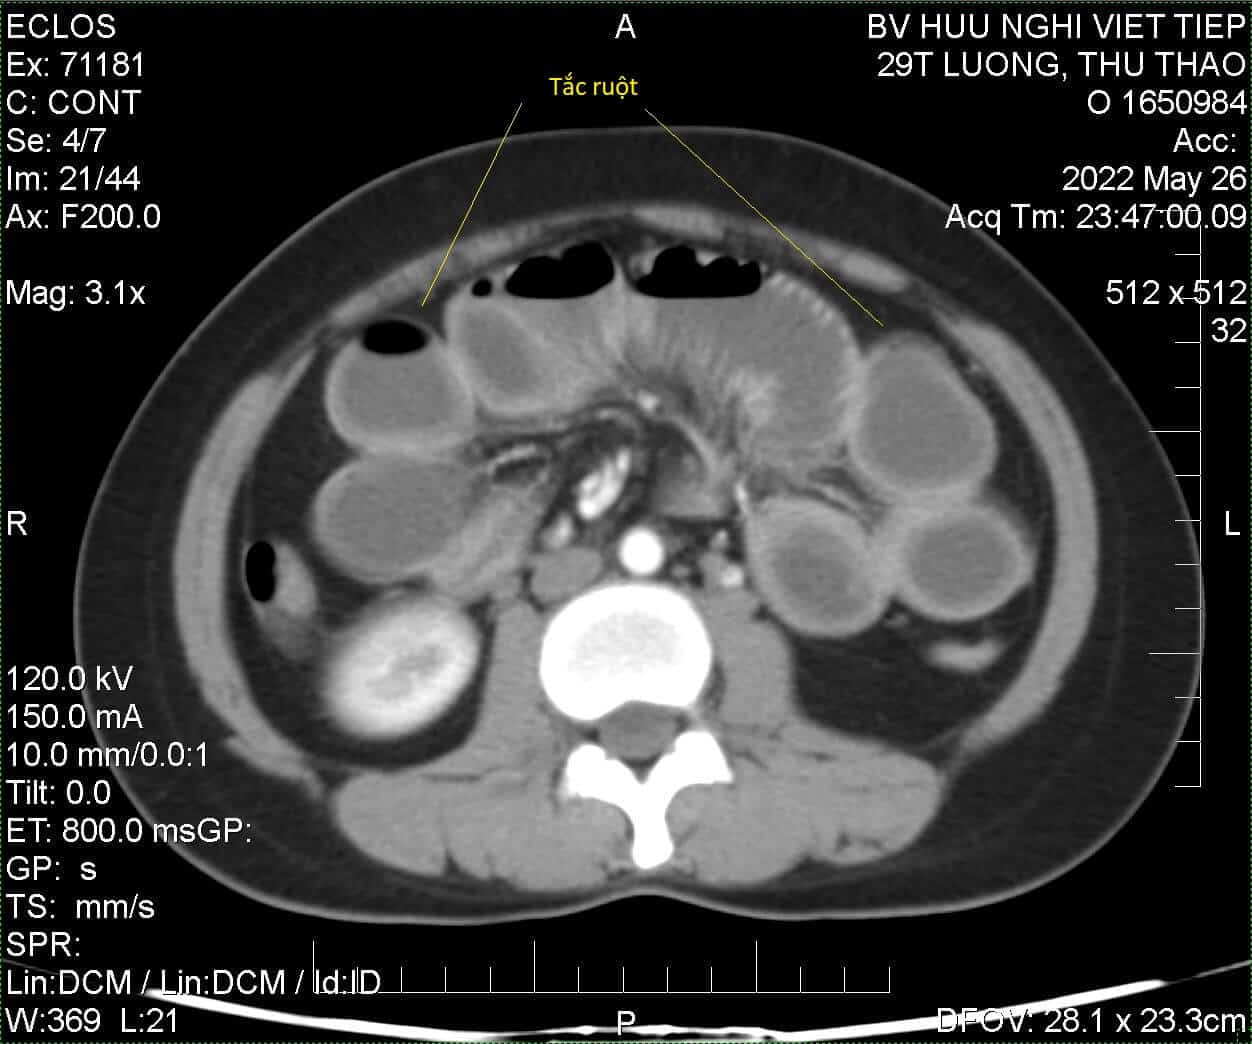 ECLOS
Ex: 71181
C: CONT
Se: 4/7
Im: 21/44
Ax: F200.0
Mag: 3.1x
A
Tắc ruột
BV HUU NGHI VIET TIEP
29T LUONG, THU THAO
O 1650984
Acc:
2022 May 26
Acq Tm: 23:47:00.09
512 x 512
32
R
L
120.0 kV
150.0 mA
10.0 mm/0.0:1
Tilt: 0.0
ET: 800.0 msGP:
GP: s
TS: mm/s
SPR:
Lin:DCM / Lin:DCM / Id:ID
W:369 L:21
P
DFOV: 28.1 x 23.3cm